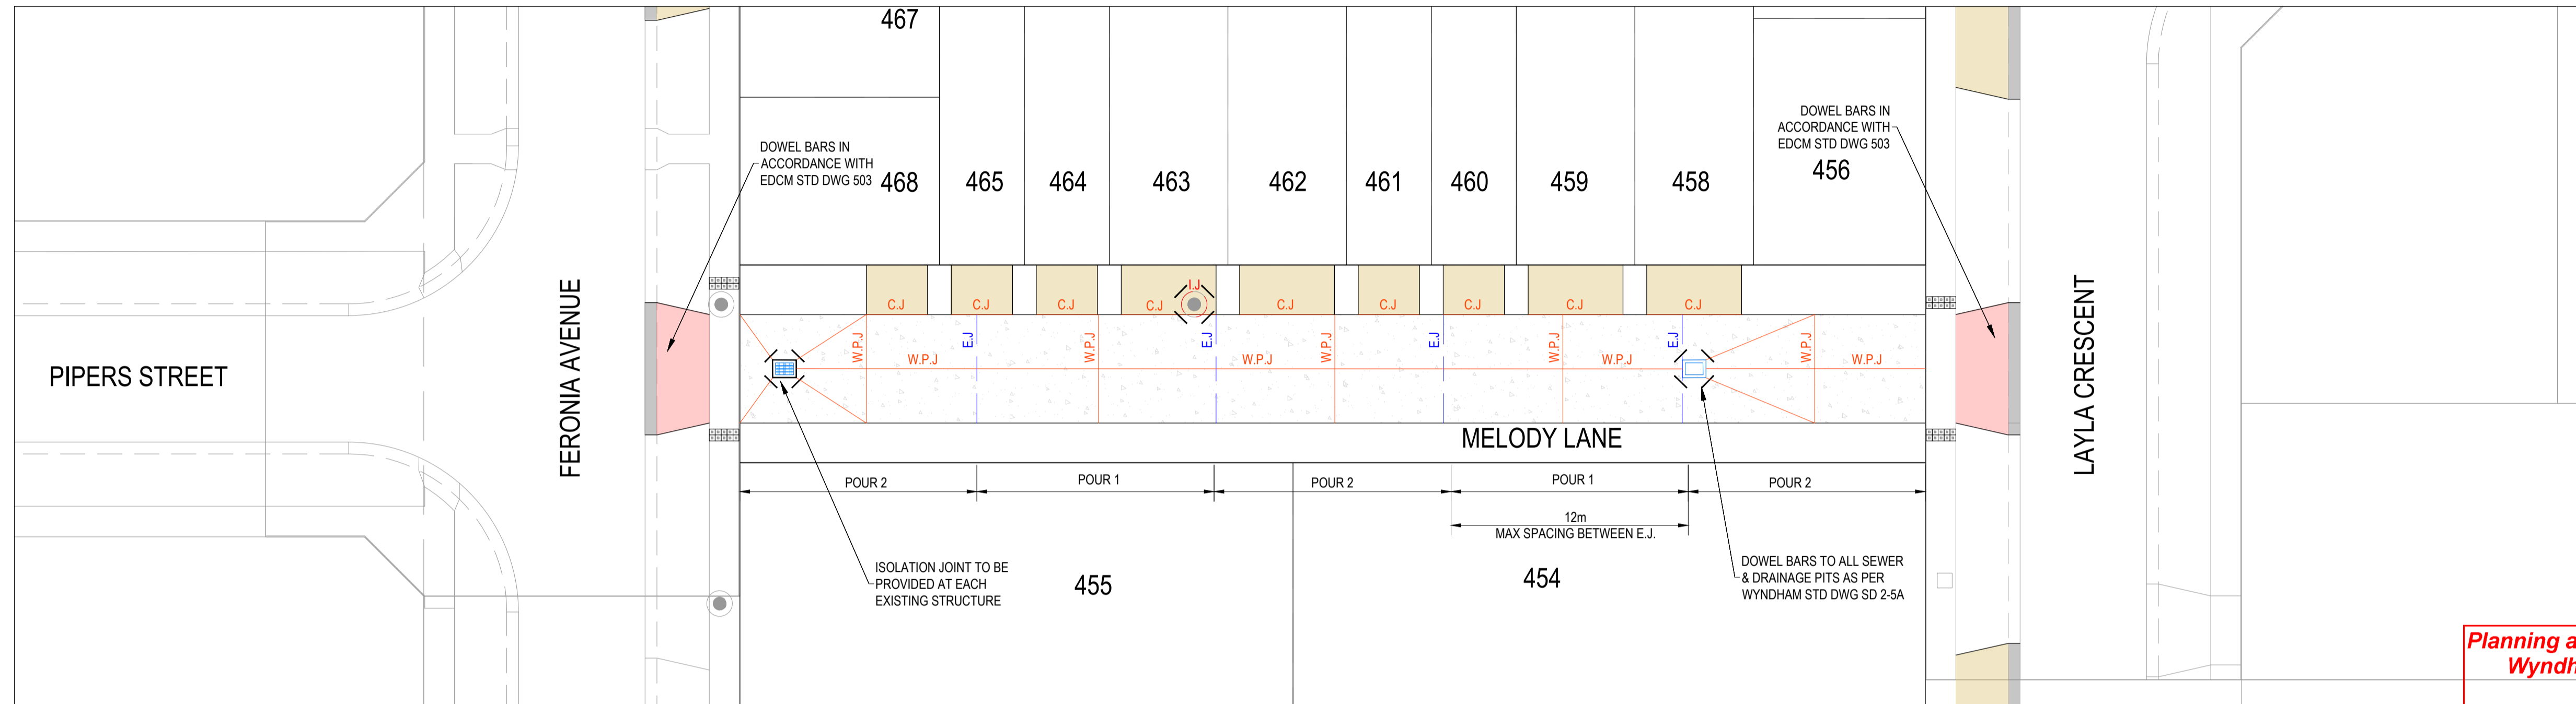 467
DOWEL BARS IN
ACCORDANCE WITH
EDCM STD DWG 503
468
465
464
463
462
461
460
459
458
DOWEL BARS IN
ACCORDANCE WITH
EDCM STD DWG 503
456
C.J
C.J
C.J
C.J
I.J
C.J
C.J
C.J
C.J
C.J
W.P.J
W.P.J
E.J
W.P.J
E.J
W.P.J
W.P.J
E.J
W.P.J
W.P.J
E.J
W.P.J
W.P.J
PIPERS STREET
FERONIA AVENUE
MELODY LANE
LAYLA CRESCENT
POUR 2
POUR 1
POUR 2
POUR 1
POUR 2
12m
MAX SPACING BETWEEN E.J.
ISOLATION JOINT TO BE
PROVIDED AT EACH
EXISTING STRUCTURE
455
454
DOWEL BARS TO ALL SEWER
& DRAINAGE PITS AS PER
WYNDHAM STD DWG SD 2-5A
Planning a
Wyndh